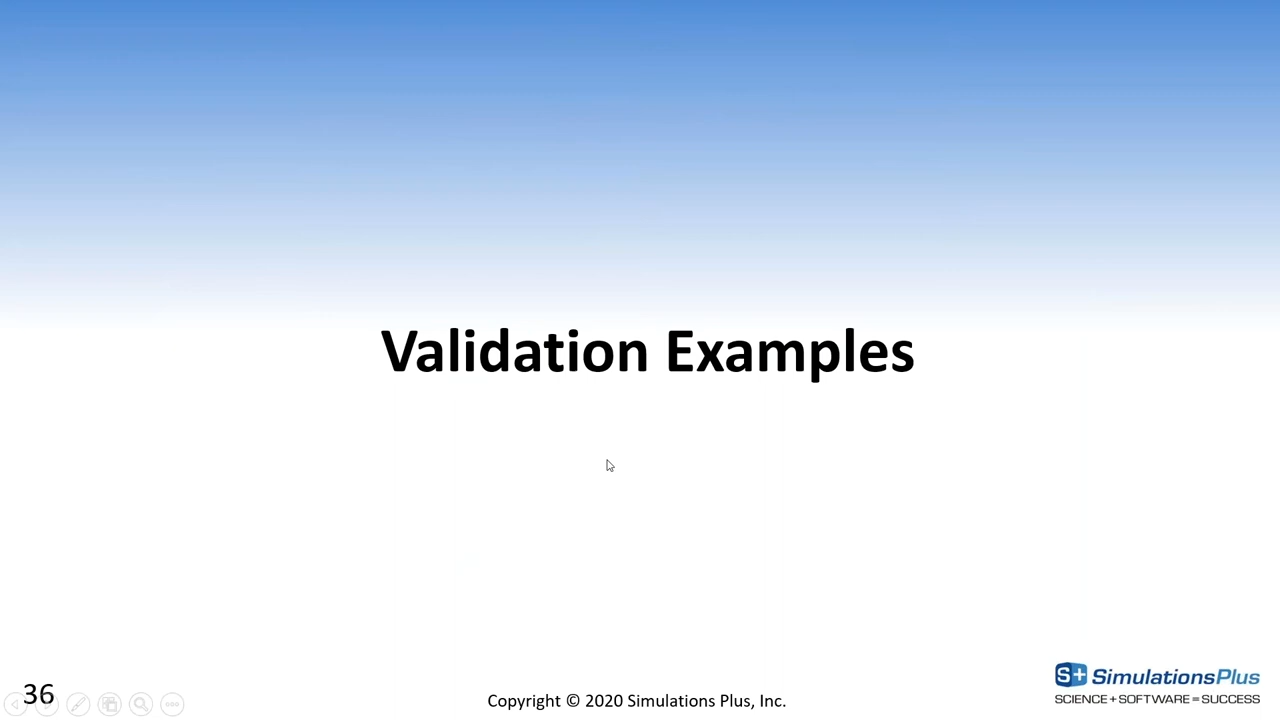 Validation Examples
36
Copyright © 2020 Simulations Plus, Inc.
S+ SimulationsPlus
SCIENCE + SOFTWARE = SUCCESS